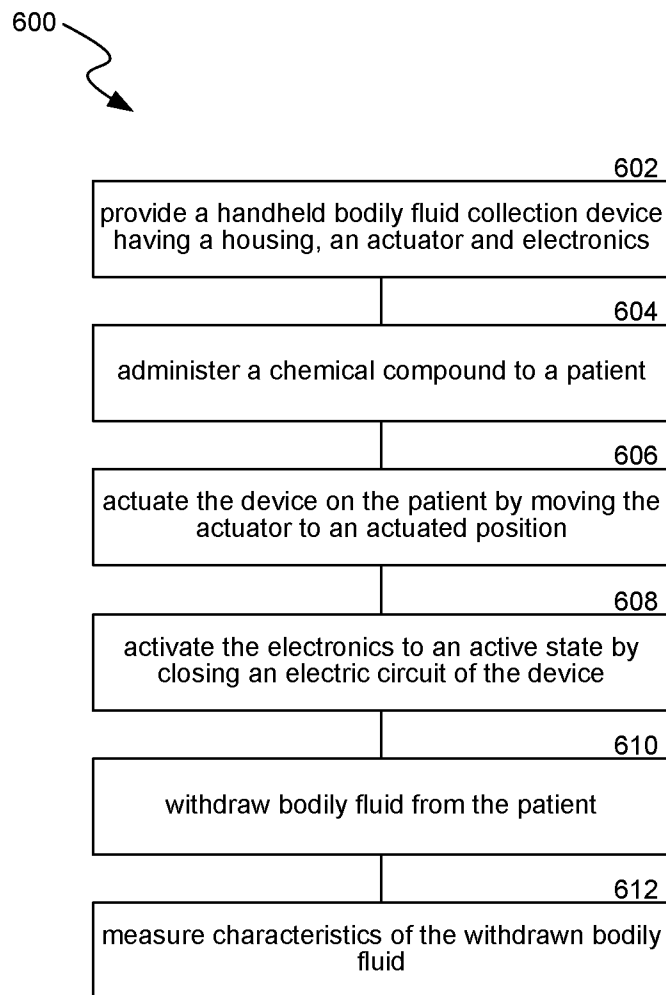 600
602
provide a handheld bodily fluid collection device
having a housing, an actuator and electronics
604
administer a chemical compound to a patient
606
actuate the device on the patient by moving the
actuator to an actuated position
608
activate the electronics to an active state by
closing an electric circuit of the device
610
withdraw bodily fluid from the patient
612
measure characteristics of the withdrawn bodily
fluid